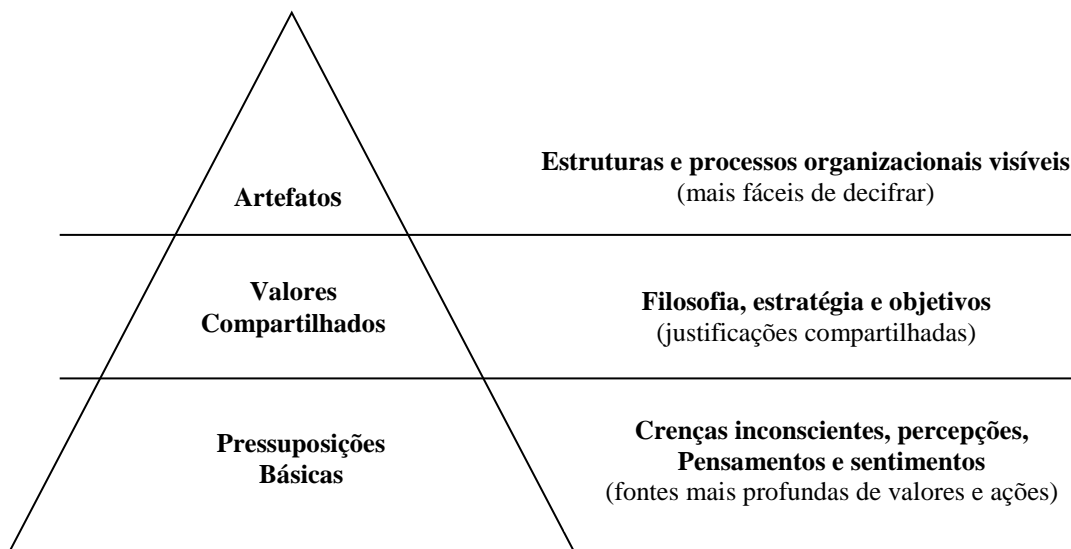 Artefatos
Estruturas e processos organizacionais visíveis
(mais fáceis de decifrar)
Valores
Compartilhados
Filosofia, estratégia e objetivos
(justificações compartilhadas)
Pressuposições
Básicas
Crenças inconscientes, percepções,
Pensamentos e sentimentos
(fontes mais profundas de valores e ações)